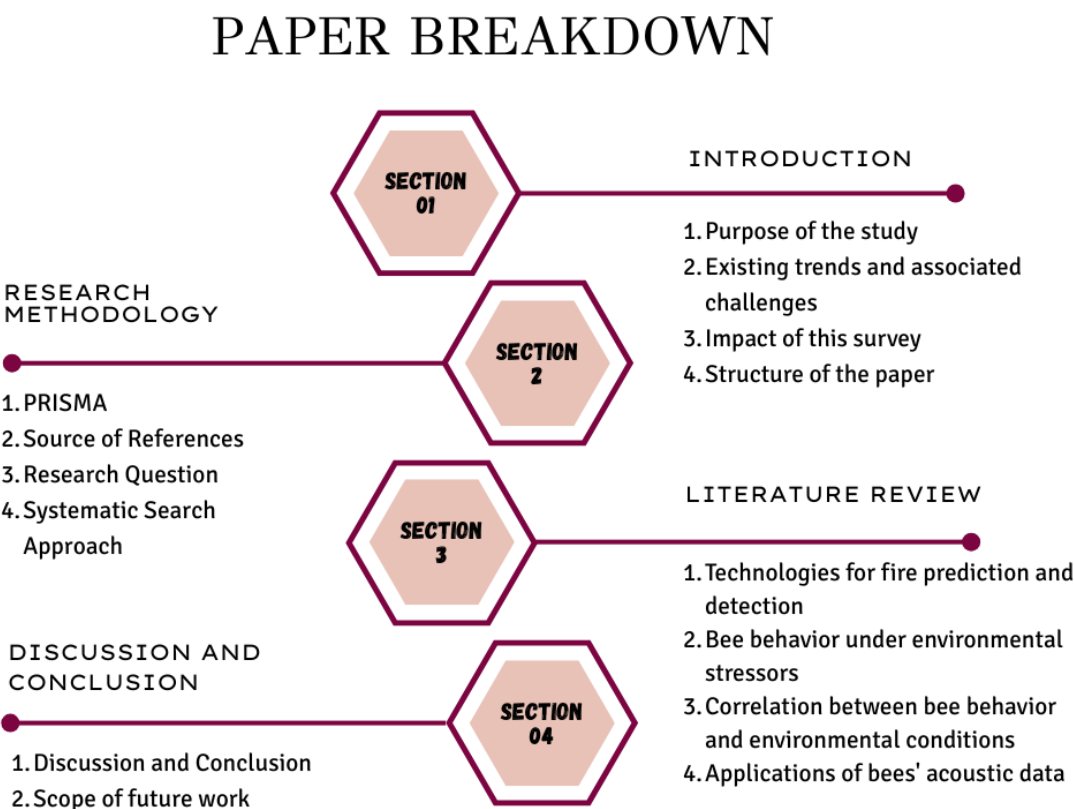 PAPER BREAKDOWN
SECTION
01
INTRODUCTION
1. Purpose of the study
2. Existing trends and associated
challenges
3. Impact of this survey
4. Structure of the paper
RESEARCH
METHODOLOGY
SECTION
2
1. PRISMA
2. Source of References
3. Research Question
4. Systematic Search
Approach
SECTION
3
LITERATURE REVIEW
1. Technologies for fire prediction and
detection
2. Bee behavior under environmental
stressors
3. Correlation between bee behavior
and environmental conditions
4. Applications of bees' acoustic data
DISCUSSION AND
CONCLUSION
SECTION
04
1. Discussion and Conclusion
2. Scope of future work